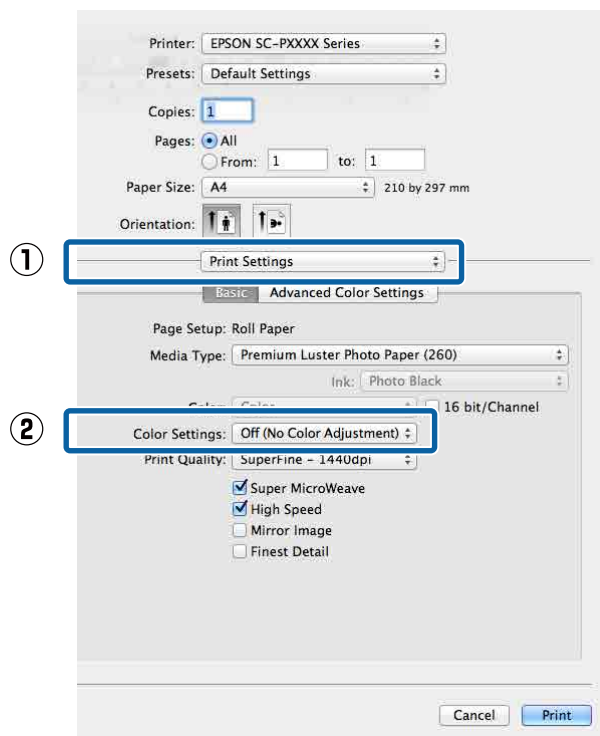 Printer: EPSON SC-PXXXX Series
Presets: Default Settings
Copies: 1
Pages: All
From: 1 to: 1
Paper Size: A4 210 by 297 mm
Orientation:
① Print Settings
Basic Advanced Color Settings
Page Setup: Roll Paper
Media Type: Premium Luster Photo Paper (260)
Ink: Photo Black
Color: Color 16 bit/Channel
② Color Settings: Off (No Color Adjustment)
Print Quality: SuperFine - 1440dpi
Super MicroWeave
High Speed
Mirror Image
Finest Detail
Cancel Print